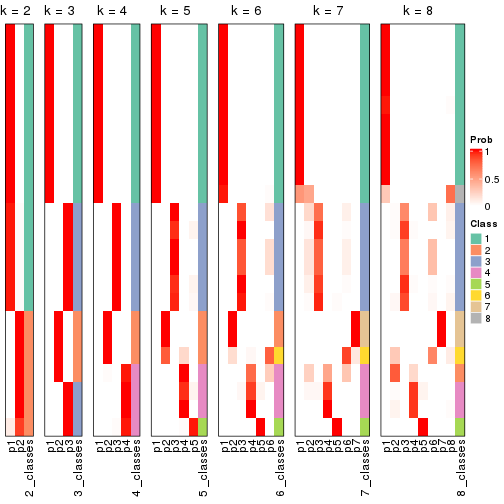 k = 2
k = 3
k = 4
k = 5
k = 6
k = 7
k = 8
Prob
1
0.5
0
Class
1
2
3
4
5
6
7
8
p1
p2
2_classes
p1
p2
p3
3_classes
p1
p2
p3
p4
4_classes
p1
p2
p3
p4
p5
5_classes
p1
p2
p3
p4
p5
p6
6_classes
p1
p2
p3
p4
p5
p6
p7
7_classes
p1
p2
p3
p4
p5
p6
p7
p8
8_classes